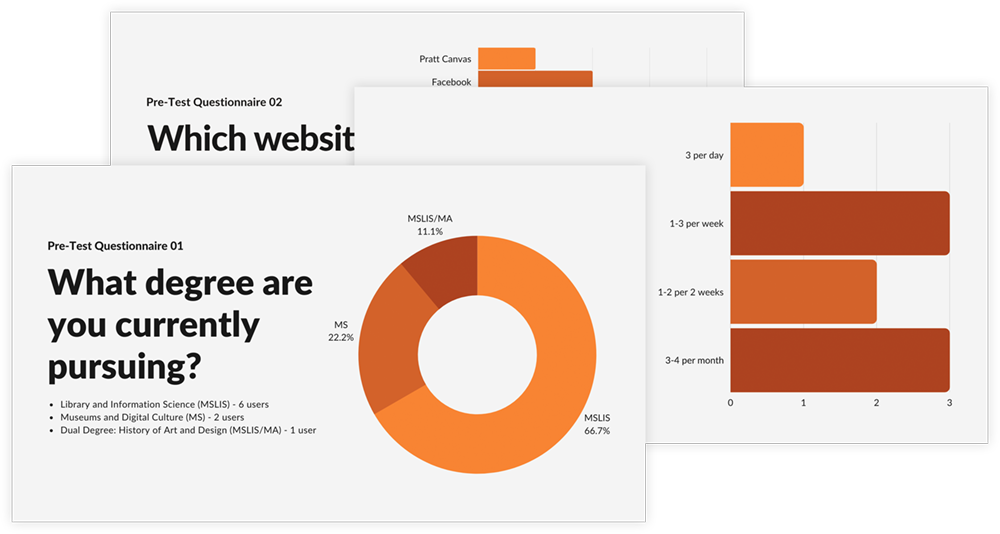 Pre-Test Questionnaire 02
Which websit
Pratt Canvas
Facebook
3 per day
1-3 per week
1-2 per 2 weeks
3-4 per month
0 1 2 3
Pre-Test Questionnaire 01
What degree are
you currently
pursuing?
• Library and Information Science (MSLIS) - 6 users
• Museums and Digital Culture (MS) - 2 users
• Dual Degree: History of Art and Design (MSLIS/MA) - 1 user
MSLIS/MA
11.1%
MS
22.2%
MSLIS
66.7%